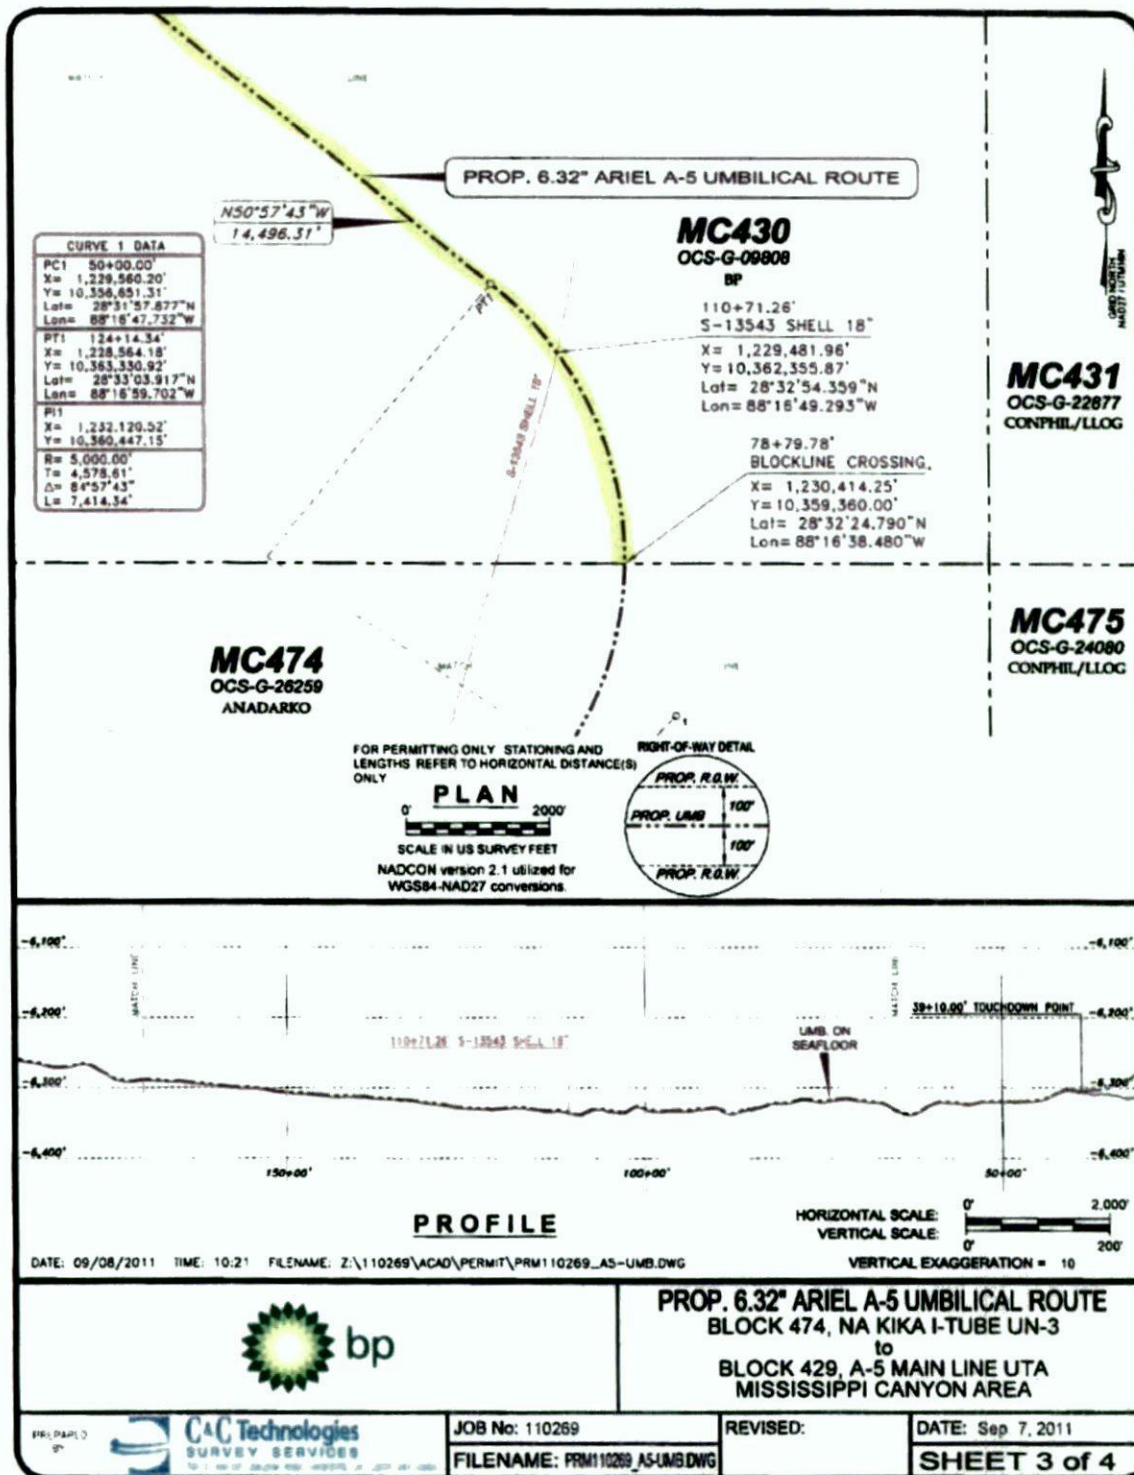 MATCH LINE
PROP. 6.32" ARIEL A-5 UMBILICAL ROUTE
N50°57'43"W
14,496.31'
MC430
OCS-G-09808
BP
GRID NORTH
CURVE 1 DATA
PC1 50+00.00'
X= 1,229,560.20'
Y= 10,356,651.31'
Lat= 28°31'57.877"N
Lon= 88°16'47.732"W
PT1 124+14.34'
X= 1,228,564.18'
Y= 10,363,330.92'
Lat= 28°33'03.917"N
Lon= 88°16'59.702"W
PI1
X= 1,232,120.52'
Y= 10,360,447.15'
R= 5,000.00'
T= 4,578.61'
Δ= 84°57'43"
L= 7,414.34'
PT1
110+71.26'
S-13543 SHELL 18"
X= 1,229,481.96'
Y= 10,362,355.87'
Lat= 28°32'54.359"N
Lon= 88°16'49.293"W
MC431
OCS-G-22877
CONPHIL/LLOG
S-13543 SHELL 18"
78+79.78'
BLOCKLINE CROSSING
X= 1,230,414.25'
Y= 10,359,360.00'
Lat= 28°32'24.790"N
Lon= 88°16'38.480"W
MC474
OCS-G-26259
ANADARKO
MATCH
MC475
OCS-G-24080
CONPHIL/LLOG
FOR PERMITTING ONLY STATIONING AND
LENGTHS REFER TO HORIZONTAL DISTANCE(S)
ONLY
PLAN
0' 2000'
SCALE IN US SURVEY FEET
NADCON version 2.1 utilized for
WGS84-NAD27 conversions.
RIGHT-OF-WAY DETAIL
PROP. R.O.W.
100'
PROP. UMB
100'
PROP. R.O.W.
-6,100' -6,100'
MATCH LINE MATCH LINE
-6,200' 39+10.00' TOUCHDOWN POINT -6,200'
110+71.26' S-13543 SHELL 18"
UMB. ON
SEAFLOOR
-6,300' -6,300'
-6,400' -6,400'
150+00' 100+00' 50+00'
PROFILE
HORIZONTAL SCALE: 0' 2,000'
VERTICAL SCALE: 0' 200'
VERTICAL EXAGGERATION = 10
DATE: 09/08/2011 TIME: 10:21 FILENAME: Z:\110269\ACAD\PERMIT\PRM110269_A5-UMB.DWG
bp
PROP. 6.32" ARIEL A-5 UMBILICAL ROUTE
BLOCK 474, NA KIKA I-TUBE UN-3
to
BLOCK 429, A-5 MAIN LINE UTA
MISSISSIPPI CANYON AREA
PREPARED
BY
C&C Technologies
SURVEY SERVICES
JOB No: 110269
FILENAME: PRM110269_A5-UMB.DWG
REVISED:
DATE: Sep 7, 2011
SHEET 3 of 4